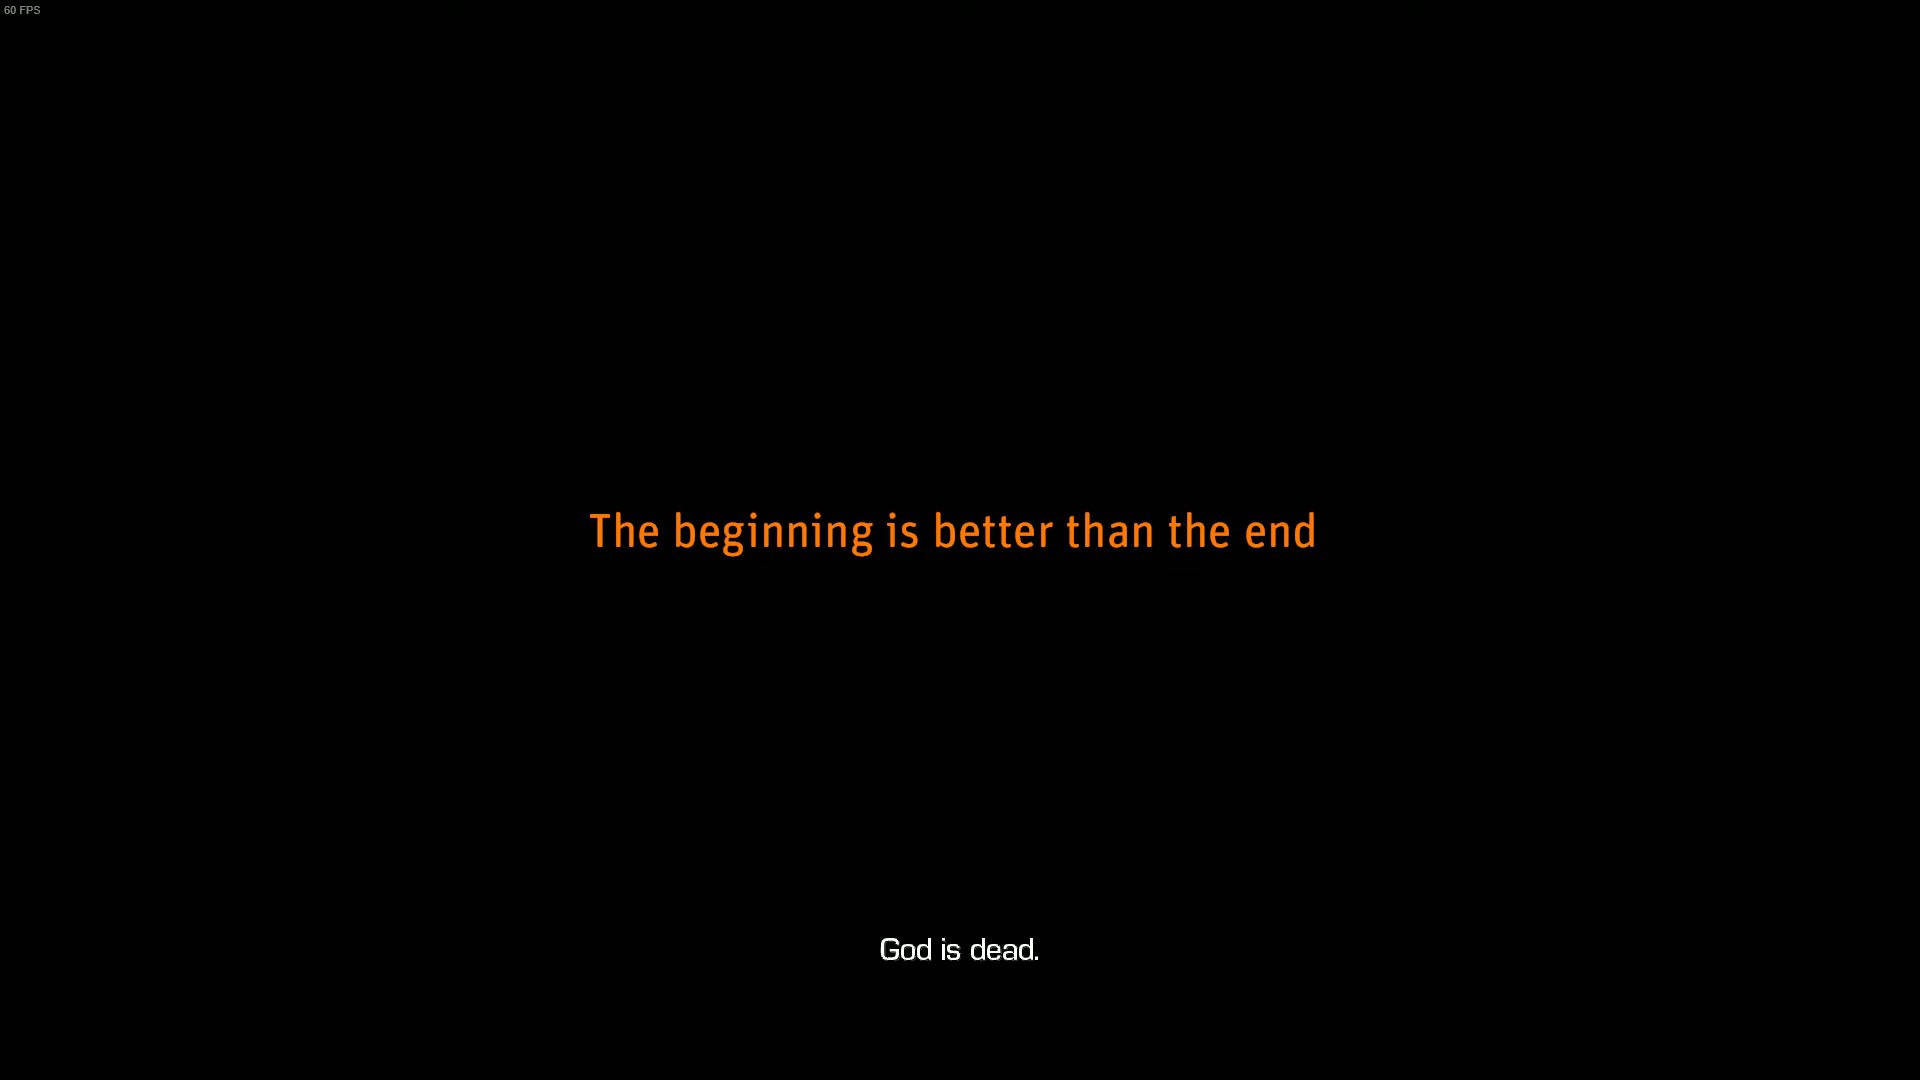 60 FPS
The beginning is better than the end
God is dead.